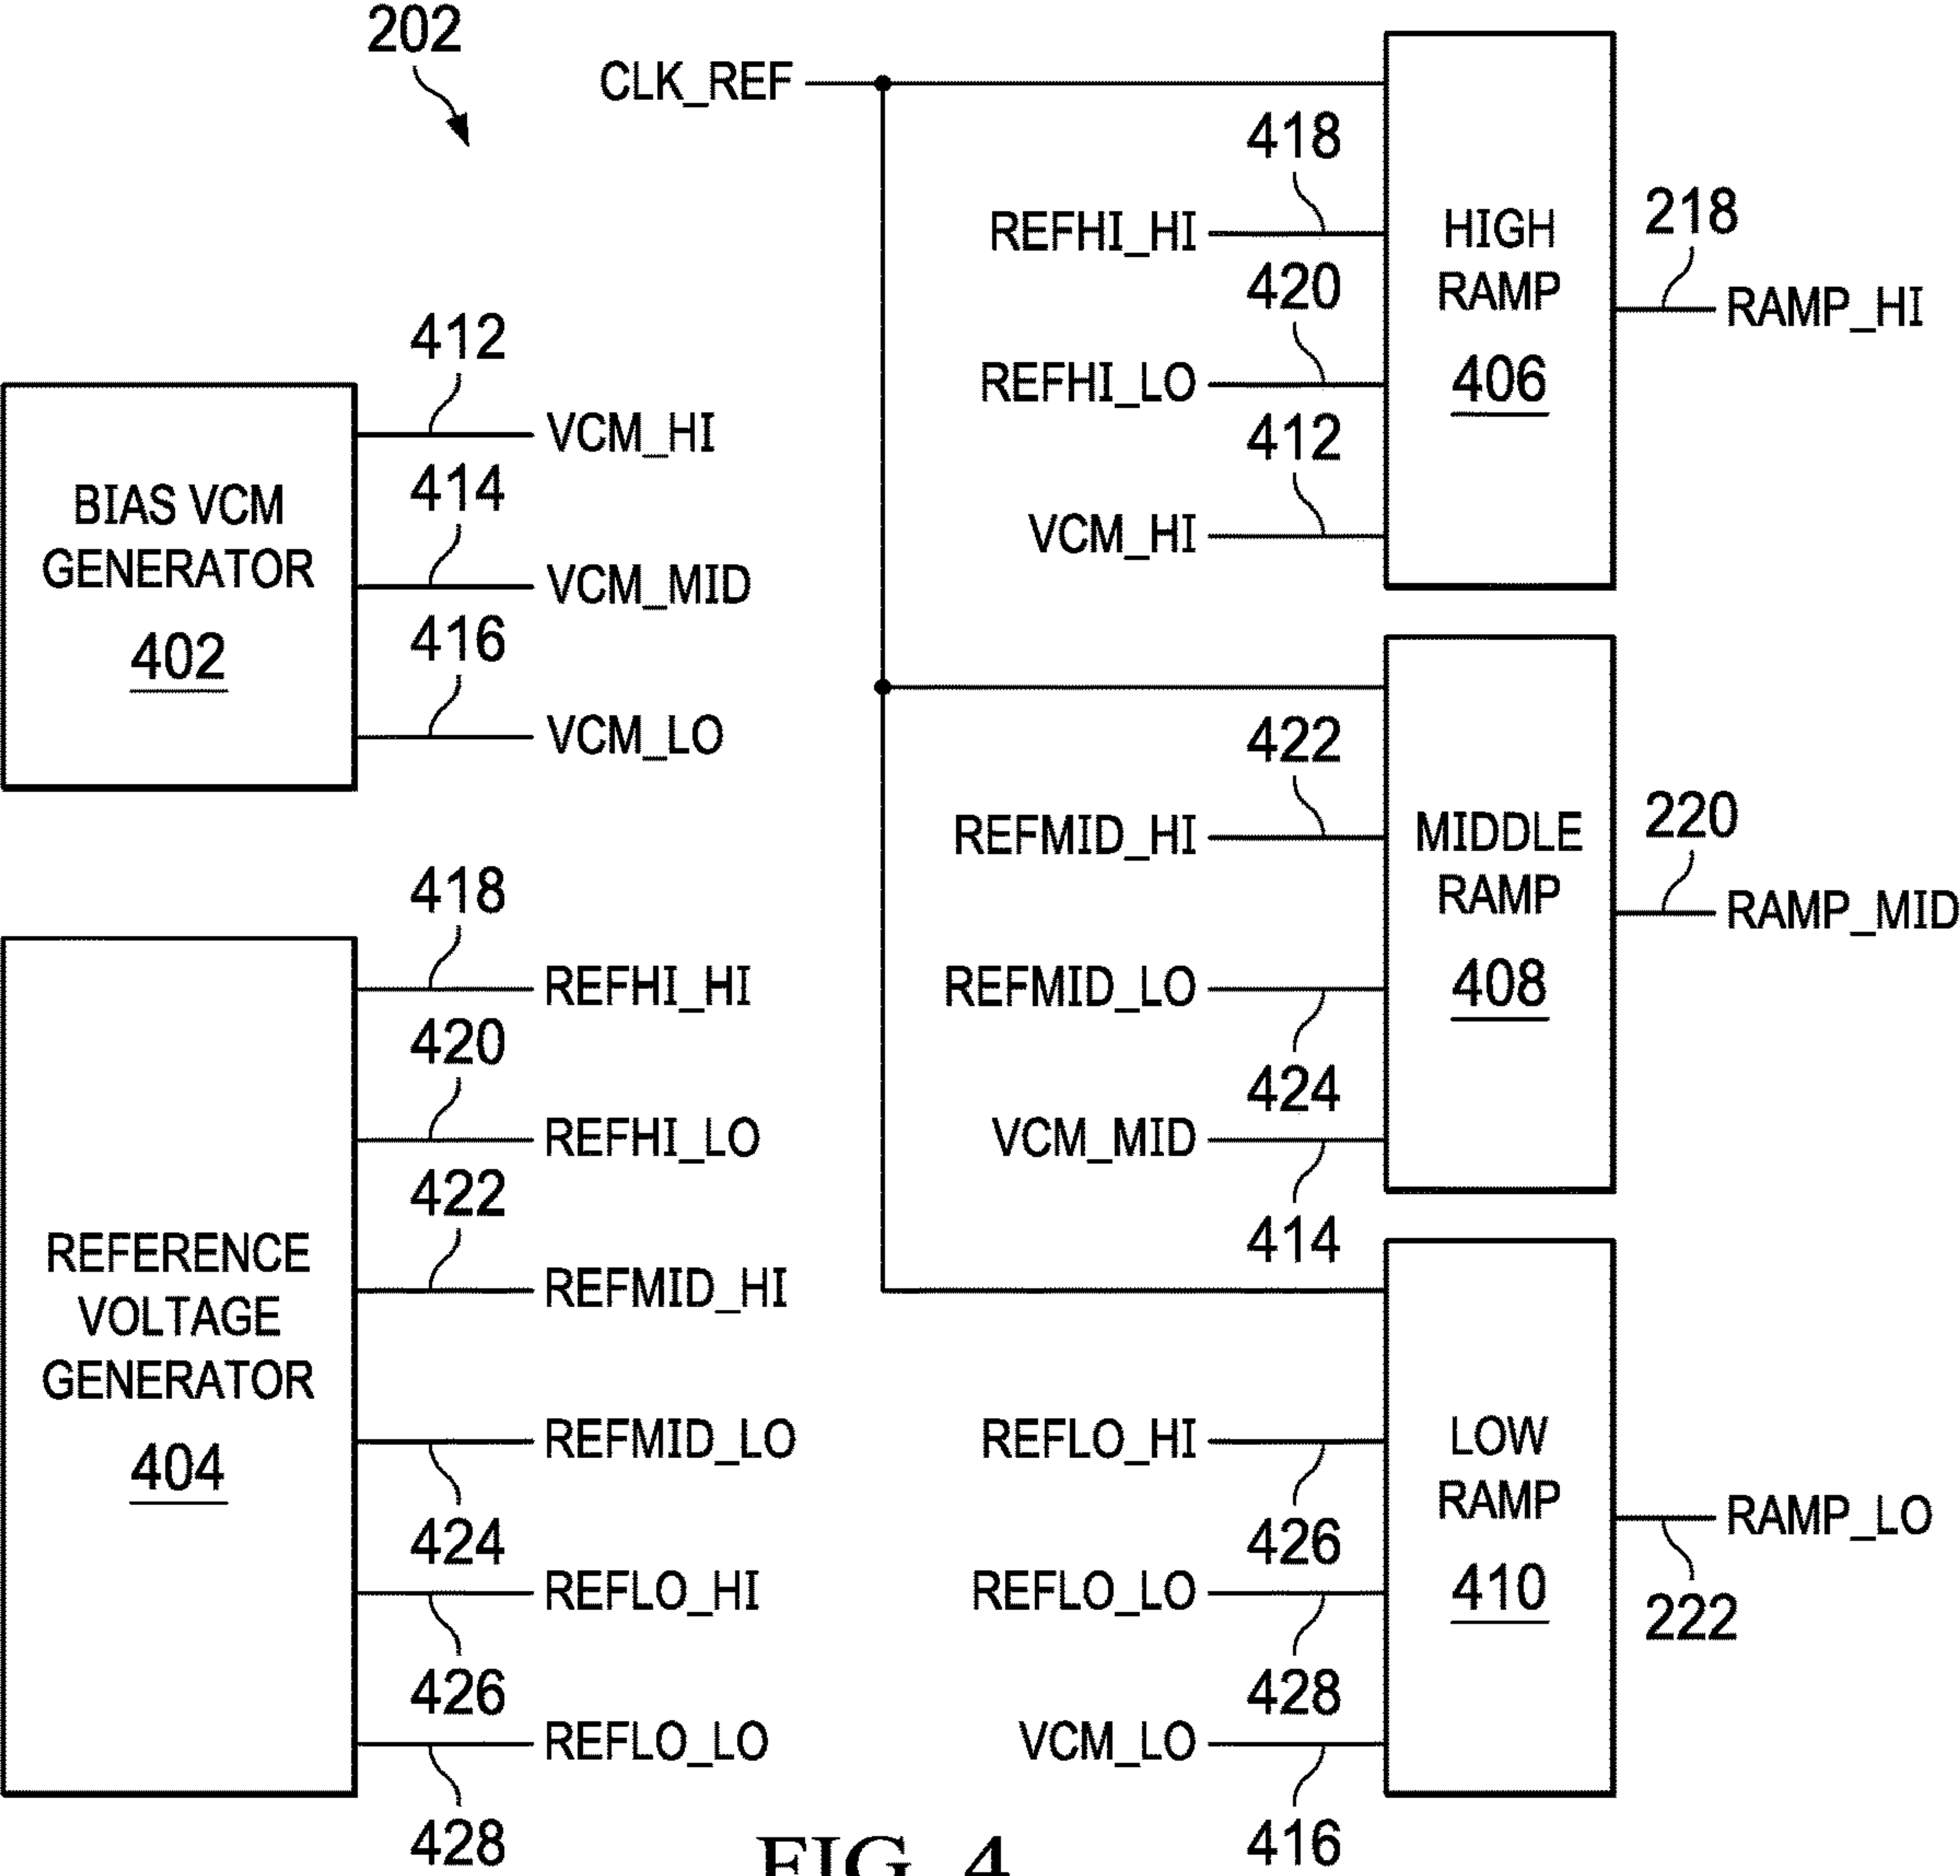 202
CLK_REF
418
REFHI_HI
420
REFHI_LO
412
VCM_HI
HIGH
RAMP
406
218
RAMP_HI
412
VCM_HI
414
VCM_MID
416
VCM_LO
BIAS VCM
GENERATOR
402
422
REFMID_HI
REFMID_LO
424
VCM_MID
414
MIDDLE
RAMP
408
220
RAMP_MID
418
REFHI_HI
420
REFHI_LO
422
REFMID_HI
REFMID_LO
424
REFLO_HI
426
REFLO_LO
428
REFERENCE
VOLTAGE
GENERATOR
404
REFLO_HI
426
REFLO_LO
428
VCM_LO
416
LOW
RAMP
410
RAMP_LO
222
FIG. 4